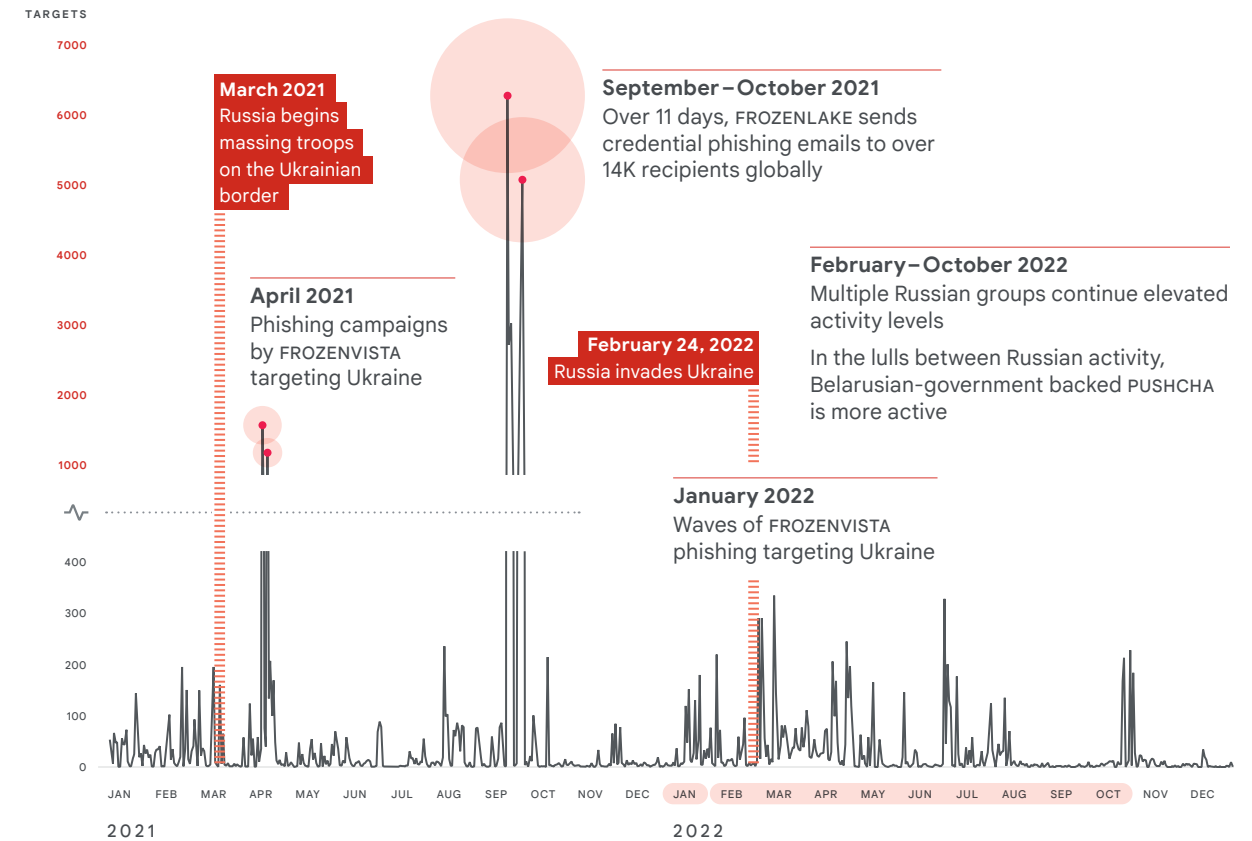 TARGETS
7000
6000
5000
4000
3000
2000
1000
400
300
200
100
0
March 2021
Russia begins
massing troops
on the Ukrainian
border
April 2021
Phishing campaigns
by FROZENVISTA
targeting Ukraine
September–October 2021
Over 11 days, FROZENLAKE sends
credential phishing emails to over
14K recipients globally
February 24, 2022
Russia invades Ukraine
February–October 2022
Multiple Russian groups continue elevated
activity levels
In the lulls between Russian activity,
Belarusian-government backed PUSHCHA
is more active
January 2022
Waves of FROZENVISTA
phishing targeting Ukraine
JAN FEB MAR APR MAY JUN JUL AUG SEP OCT NOV DEC JAN FEB MAR APR MAY JUN JUL AUG SEP OCT NOV DEC
2021 2022